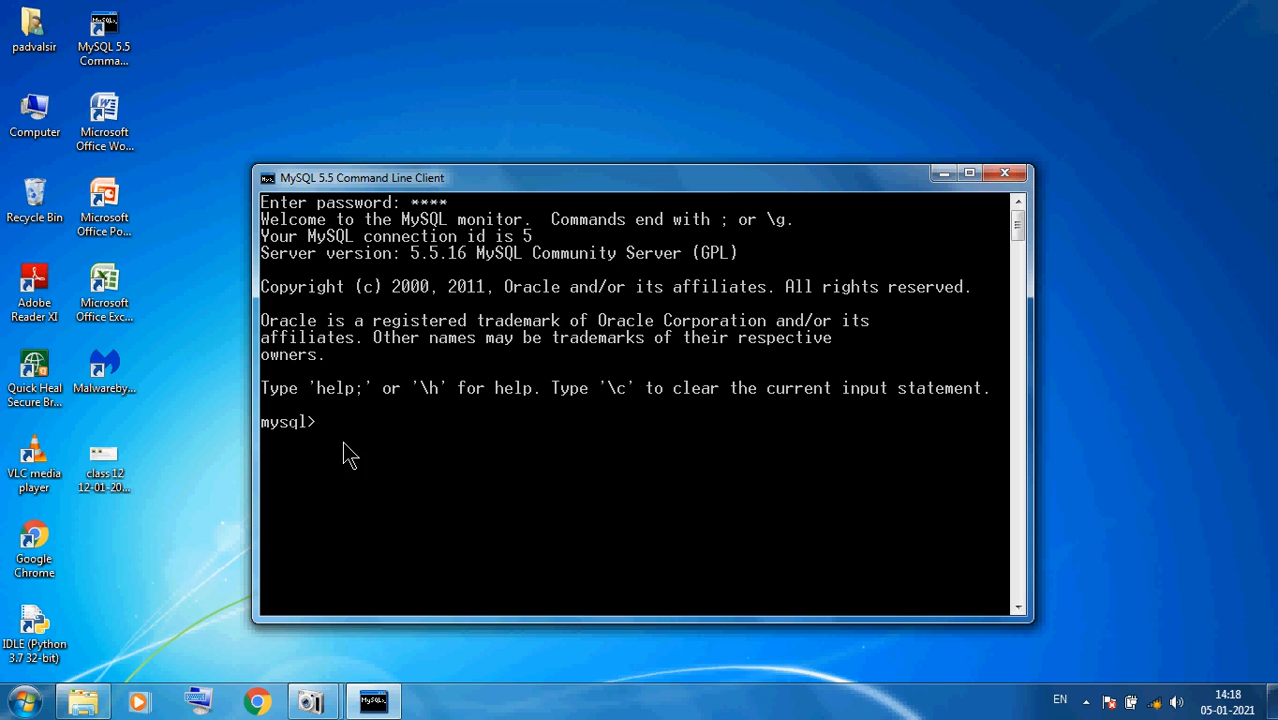 padvalsir
MySQL 5.5
Comma...
Computer
Microsoft
Office Wo...
Recycle Bin
Microsoft
Office Po...
Adobe
Reader XI
Microsoft
Office Exc...
Quick Heal
Secure Br...
Malwareby...
VLC media
player
class 12
12-01-20...
Google
Chrome
IDLE (Python
3.7 32-bit)
MySQL 5.5 Command Line Client
Enter password: ****
Welcome to the MySQL monitor.  Commands end with ; or \g.
Your MySQL connection id is 5
Server version: 5.5.16 MySQL Community Server (GPL)
Copyright (c) 2000, 2011, Oracle and/or its affiliates. All rights reserved.
Oracle is a registered trademark of Oracle Corporation and/or its
affiliates. Other names may be trademarks of their respective
owners.
Type 'help;' or '\h' for help. Type '\c' to clear the current input statement.
mysql>
EN
14:18
05-01-2021